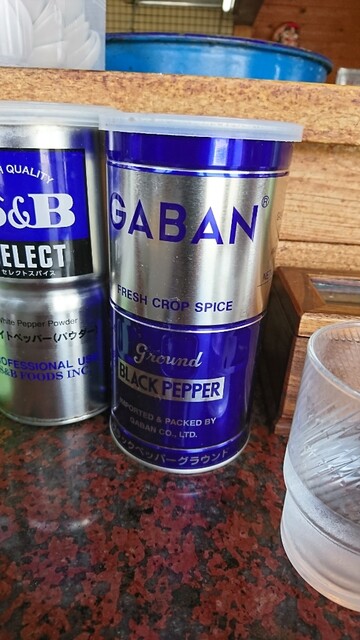 H QUALITY
S&B
ELECT
セレクトスパイス
White Pepper Powder
イトペッパー(パウダー
OFESSIONAL US
S&B FOODS INC
GABAN®
FRESH CROP SPICE
Ground
BLACK PEPPER
IMPORTED & PACKED BY
GABAN CO., LTD.
ックペッパーグラウンド